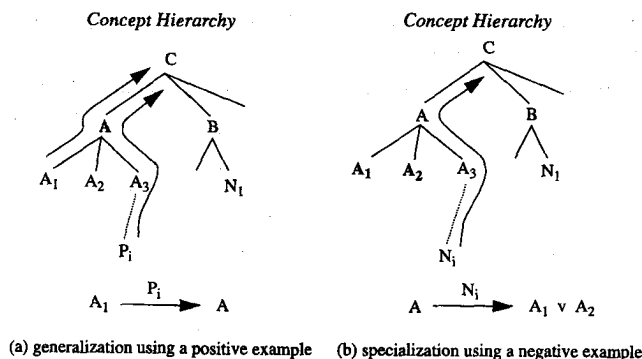 Concept Hierarchy
C
A
B
A1
A2
A3
N1
Pi
A1 Pi A
(a) generalization using a positive example
Concept Hierarchy
C
A
B
A1
A2
A3
N1
Ni
A Ni A1 v A2
(b) specialization using a negative example